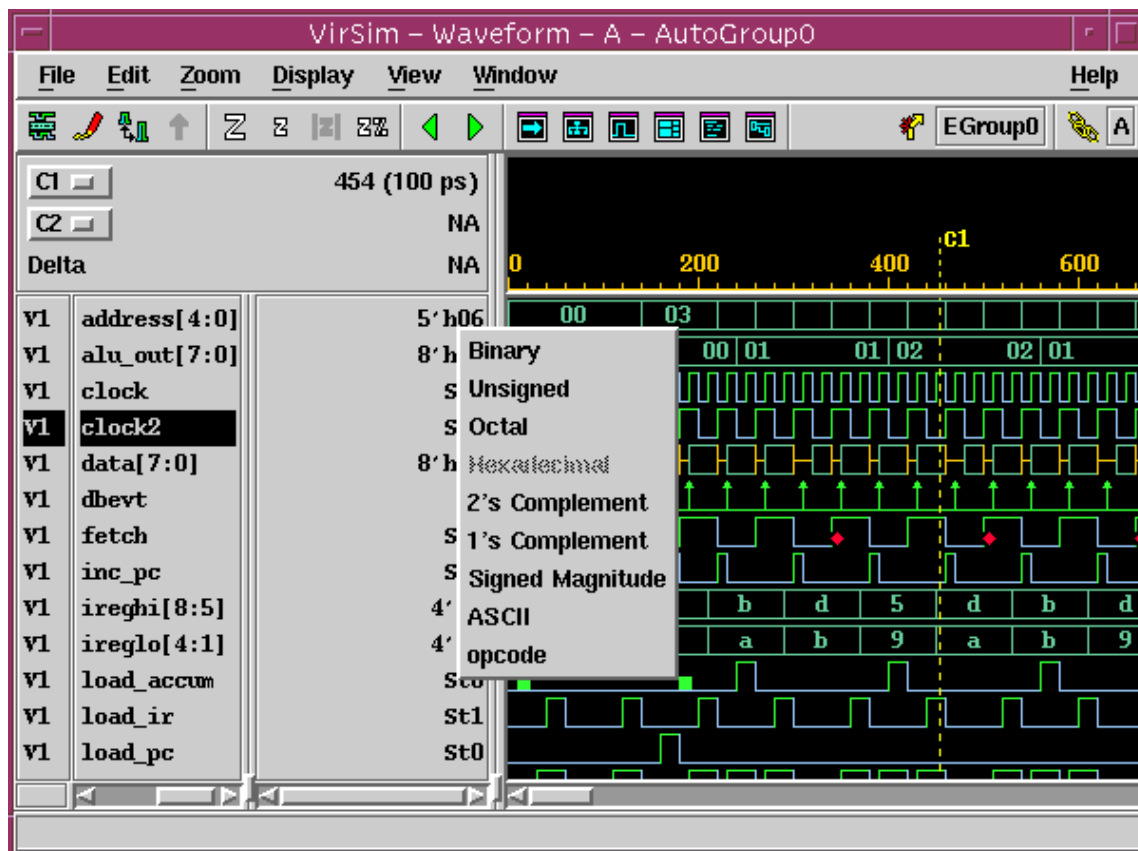 VirSim – Waveform – A – AutoGroup0
File Edit Zoom Display View Window Help
Z z |z| z% EGroup0 A
C1 454 (100 ps)
C2 NA
Delta NA
C1
0 200 400 600
V1 address[4:0] 5'h06 00 03
V1 alu_out[7:0] 8'h 00 01 01 02 02 01
V1 clock S
V1 clock2 S
V1 data[7:0] 8'h
V1 dbevt
V1 fetch S
V1 inc_pc S
V1 ireghi[8:5] 4' b d 5 d b d
V1 ireglo[4:1] 4' a b 9 a b 9
V1 load_accum St0
V1 load_ir St1
V1 load_pc St0
Binary
Unsigned
Octal
Hexadecimal
2's Complement
1's Complement
Signed Magnitude
ASCII
opcode